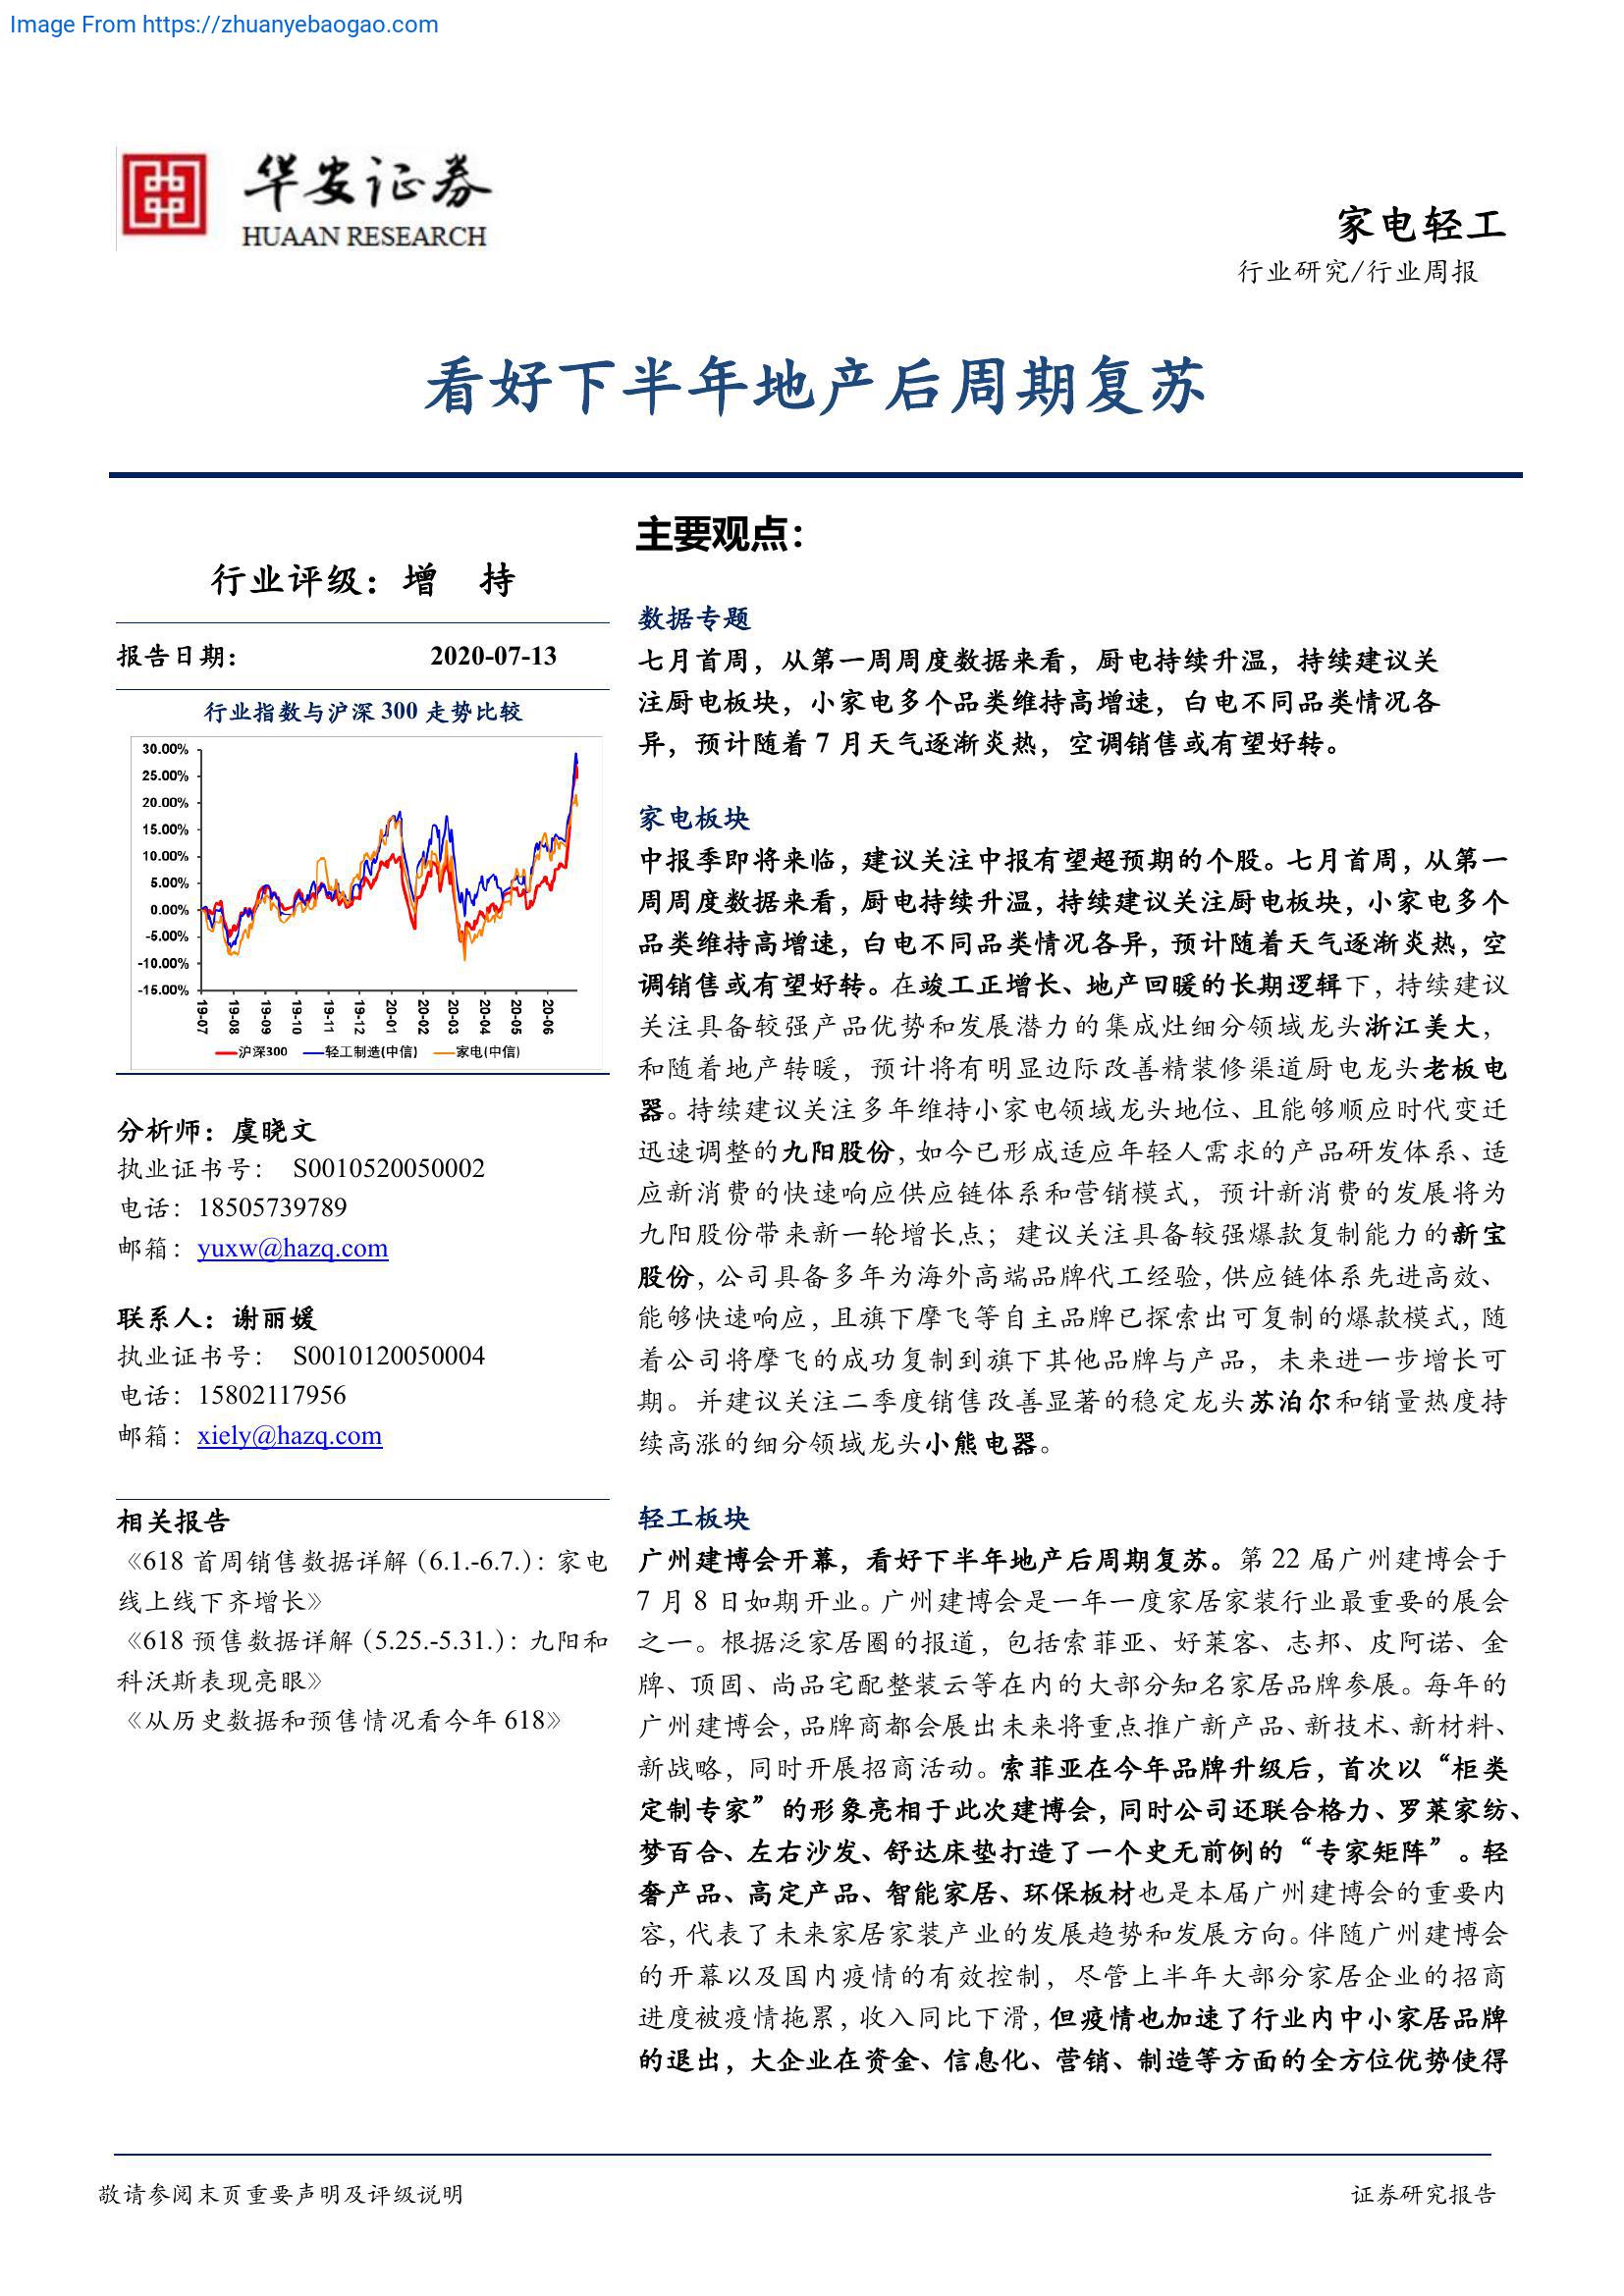 Image From https://zhuanyebaogao.com
华安证券
HUAAN RESEARCH
家电轻工
行业研究/行业周报
看好下半年地产后周期复苏
行业评级：增 持
报告日期： 2020-07-13
行业指数与沪深 300 走势比较
30.00%
25.00%
20.00%
15.00%
10.00%
5.00%
0.00%
-5.00%
-10.00%
-15.00%
19-07 19-08 19-09 19-10 19-11 19-12 20-01 20-02 20-03 20-04 20-05 20-06
沪深300 轻工制造(中信) 家电(中信)
分析师：虞晓文
执业证书号： S0010520050002
电话：18505739789
邮箱：yuxw@hazq.com
联系人：谢丽媛
执业证书号： S0010120050004
电话：15802117956
邮箱：xiely@hazq.com
相关报告
《618 首周销售数据详解（6.1.-6.7.）：家电
线上线下齐增长》
《618 预售数据详解（5.25.-5.31.）：九阳和
科沃斯表现亮眼》
《从历史数据和预售情况看今年 618》
主要观点：
数据专题
七月首周，从第一周周度数据来看，厨电持续升温，持续建议关
注厨电板块，小家电多个品类维持高增速，白电不同品类情况各
异，预计随着 7 月天气逐渐炎热，空调销售或有望好转。
家电板块
中报季即将来临，建议关注中报有望超预期的个股。七月首周，从第一
周周度数据来看，厨电持续升温，持续建议关注厨电板块，小家电多个
品类维持高增速，白电不同品类情况各异，预计随着天气逐渐炎热，空
调销售或有望好转。在竣工正增长、地产回暖的长期逻辑下，持续建议
关注具备较强产品优势和发展潜力的集成灶细分领域龙头浙江美大，
和随着地产转暖，预计将有明显边际改善精装修渠道厨电龙头老板电
器。持续建议关注多年维持小家电领域龙头地位、且能够顺应时代变迁
迅速调整的九阳股份，如今已形成适应年轻人需求的产品研发体系、适
应新消费的快速响应供应链体系和营销模式，预计新消费的发展将为
九阳股份带来新一轮增长点；建议关注具备较强爆款复制能力的新宝
股份，公司具备多年为海外高端品牌代工经验，供应链体系先进高效、
能够快速响应，且旗下摩飞等自主品牌已探索出可复制的爆款模式，随
着公司将摩飞的成功复制到旗下其他品牌与产品，未来进一步增长可
期。并建议关注二季度销售改善显著的稳定龙头苏泊尔和销量热度持
续高涨的细分领域龙头小熊电器。
轻工板块
广州建博会开幕，看好下半年地产后周期复苏。第 22 届广州建博会于
7 月 8 日如期开业。广州建博会是一年一度家居家装行业最重要的展会
之一。根据泛家居圈的报道，包括索菲亚、好莱客、志邦、皮阿诺、金
牌、顶固、尚品宅配整装云等在内的大部分知名家居品牌参展。每年的
广州建博会，品牌商都会展出未来将重点推广新产品、新技术、新材料、
新战略，同时开展招商活动。索菲亚在今年品牌升级后，首次以“柜类
定制专家”的形象亮相于此次建博会，同时公司还联合格力、罗莱家纺、
梦百合、左右沙发、舒达床垫打造了一个史无前例的“专家矩阵”。轻
奢产品、高定产品、智能家居、环保板材也是本届广州建博会的重要内
容，代表了未来家居家装产业的发展趋势和发展方向。伴随广州建博会
的开幕以及国内疫情的有效控制，尽管上半年大部分家居企业的招商
进度被疫情拖累，收入同比下滑，但疫情也加速了行业内中小家居品牌
的退出，大企业在资金、信息化、营销、制造等方面的全方位优势使得
敬请参阅末页重要声明及评级说明
证券研究报告